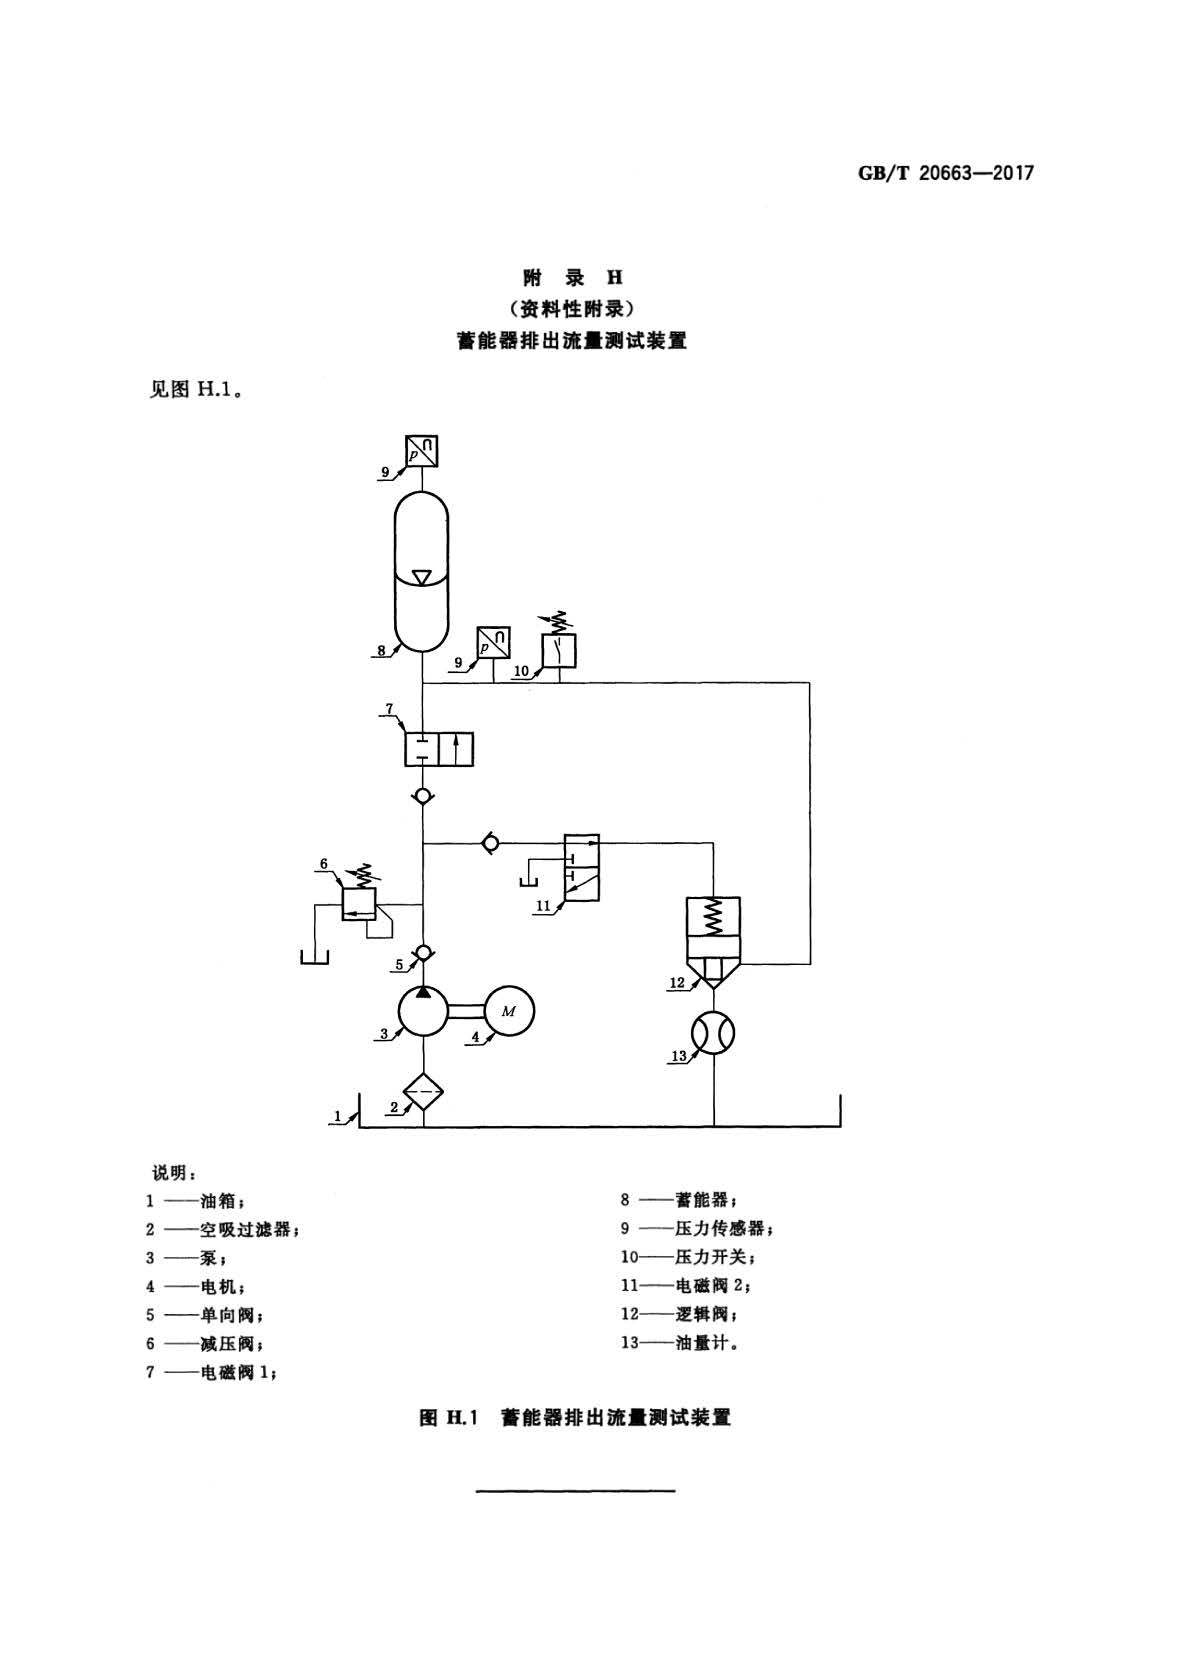 GB/T 20663—2017
附 录 H
（资料性附录）
蓄能器排出流量测试装置
见图 H.1。
p
9
8
p
9
10
7
6
11
5
12
3
M
4
13
2
1
说明：
1 ——油箱；
2 ——空吸过滤器；
3 ——泵；
4 ——电机；
5 ——单向阀；
6 ——减压阀；
7 ——电磁阀 1；
8 ——蓄能器；
9 ——压力传感器；
10——压力开关；
11——电磁阀 2；
12——逻辑阀；
13——油量计。
图 H.1 蓄能器排出流量测试装置